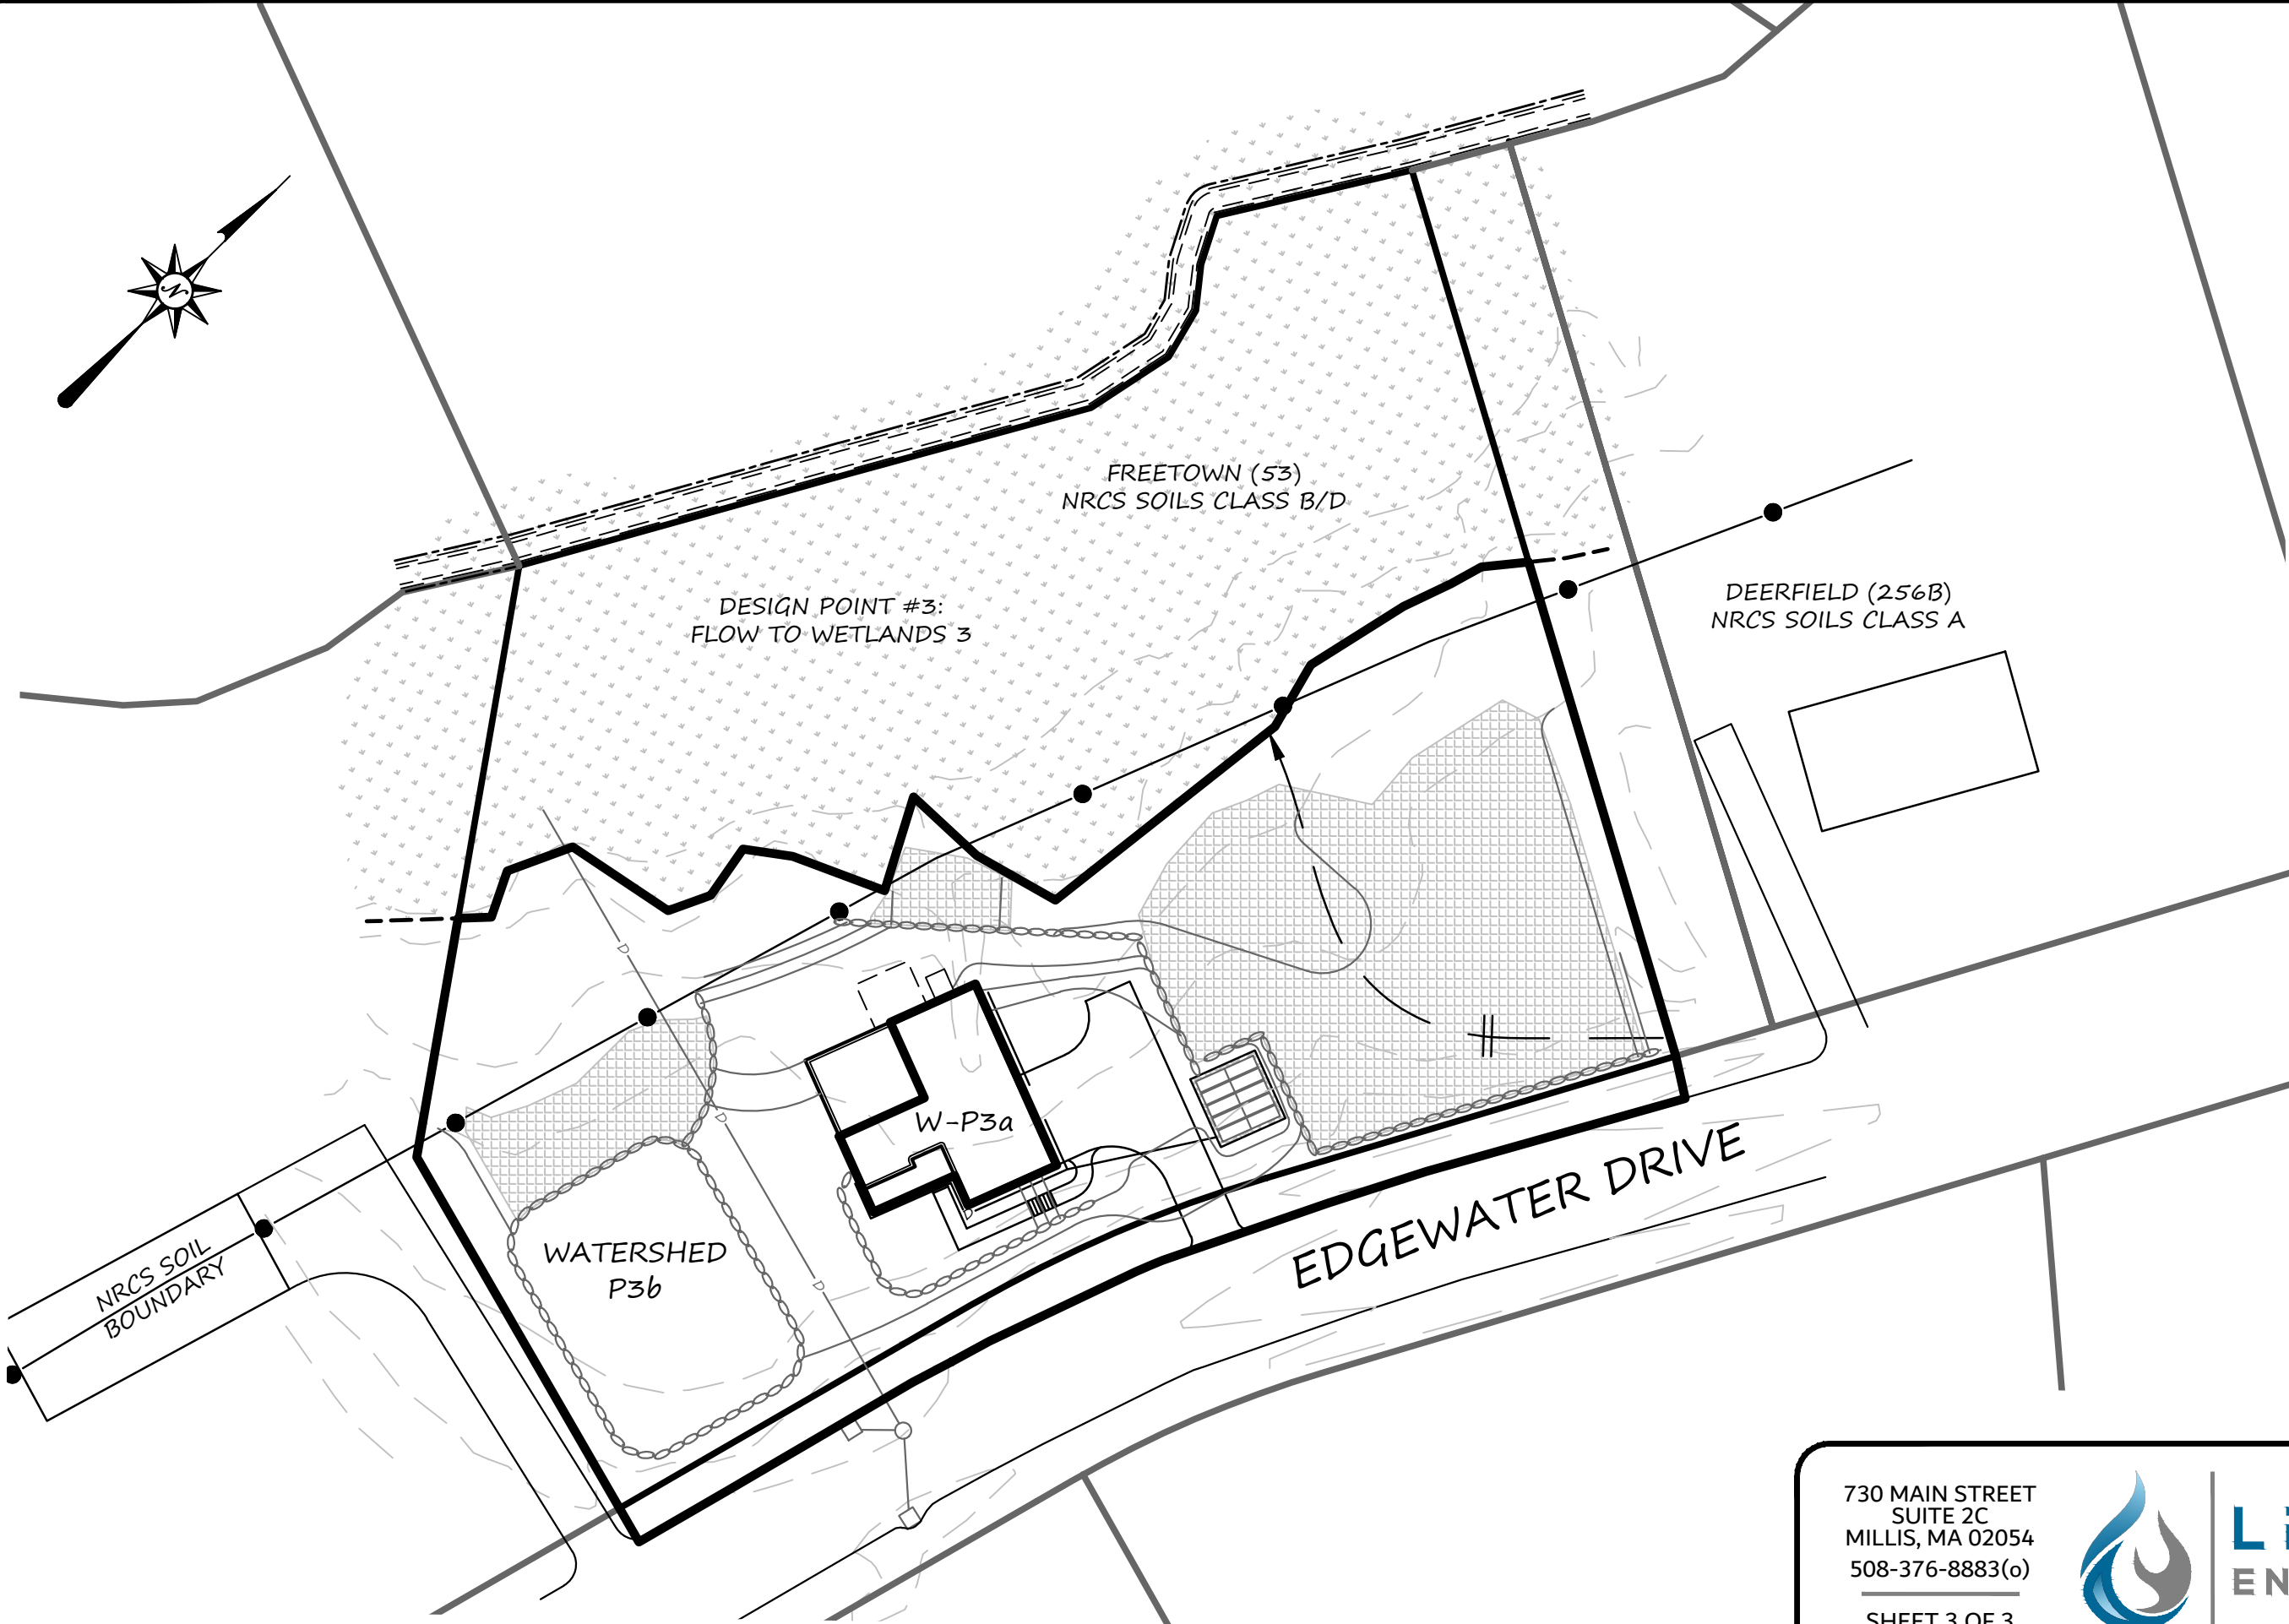 FREETOWN (53)
NRCS SOILS CLASS B/D
DESIGN POINT #3:
FLOW TO WETLANDS 3
DEERFIELD (256B)
NRCS SOILS CLASS A
W-P3a
WATERSHED
P3b
NRCS SOIL
BOUNDARY
EDGEWATER DRIVE
730 MAIN STREET
SUITE 2C
MILLIS, MA 02054
508-376-8883(o)
SHEET 3 OF 3
N
D
D
D
D